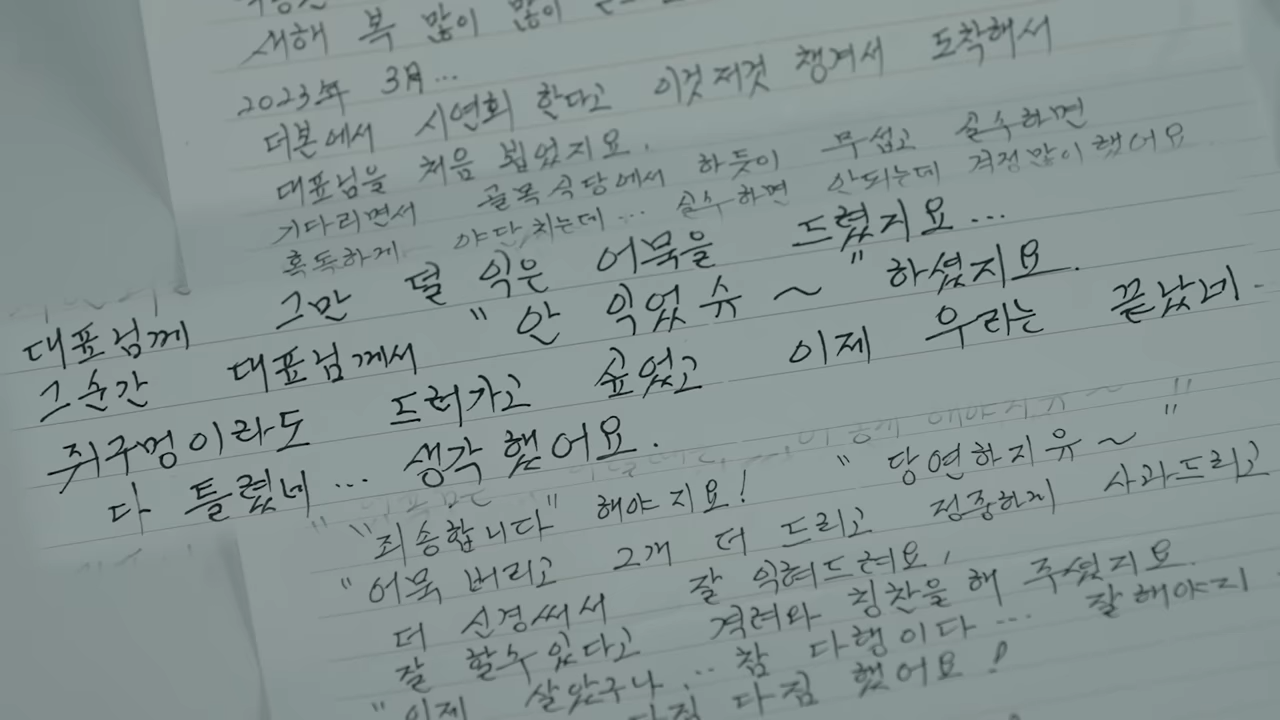 새해 복 많이 많이
2023年 3月...
더본에서 시연회 한다고 이것저것 챙겨서 도착해서
대표님을 처음 뵙었지요.
기다리면서 골목식당에서 하듯이 무섭고 실수하면
혹독하게 야단치는데... 실수하면 안되는데 걱정많이 했어요
대표님께 그만 덜 익은 어묵을 드렸지요...
그순간 대표님께서 "안 익었슈~" 하셨지요.
쥐구멍이라도 드러가고 싶었고 이제 우리는 끝났네.
다 틀렸네... 생각했어요.
"죄송합니다" 해야지요! "당연하지유~"
"어묵 버리고 2개 더 드리고 정중하게 사과드리고
더 신경써서 잘 익혀드려요,
잘 할수있다고 격려와 칭찬을 해 주셨지요.
"이제 살았구나... 참 다행이다... 잘해야지
다짐 했어요!